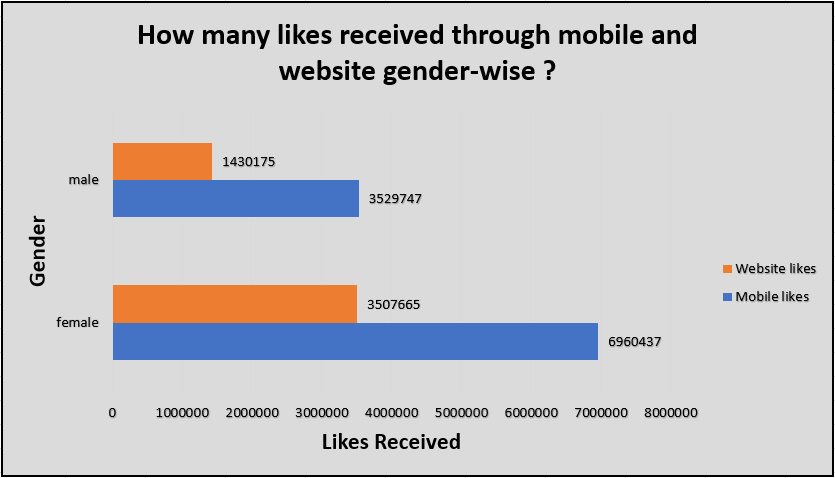 How many likes received through mobile and
website gender-wise ?
1430175
male
3529747
Gender
Website likes
3507665
Mobile likes
female
6960437
0 1000000 2000000 3000000 4000000 5000000 6000000 7000000 8000000
Likes Received